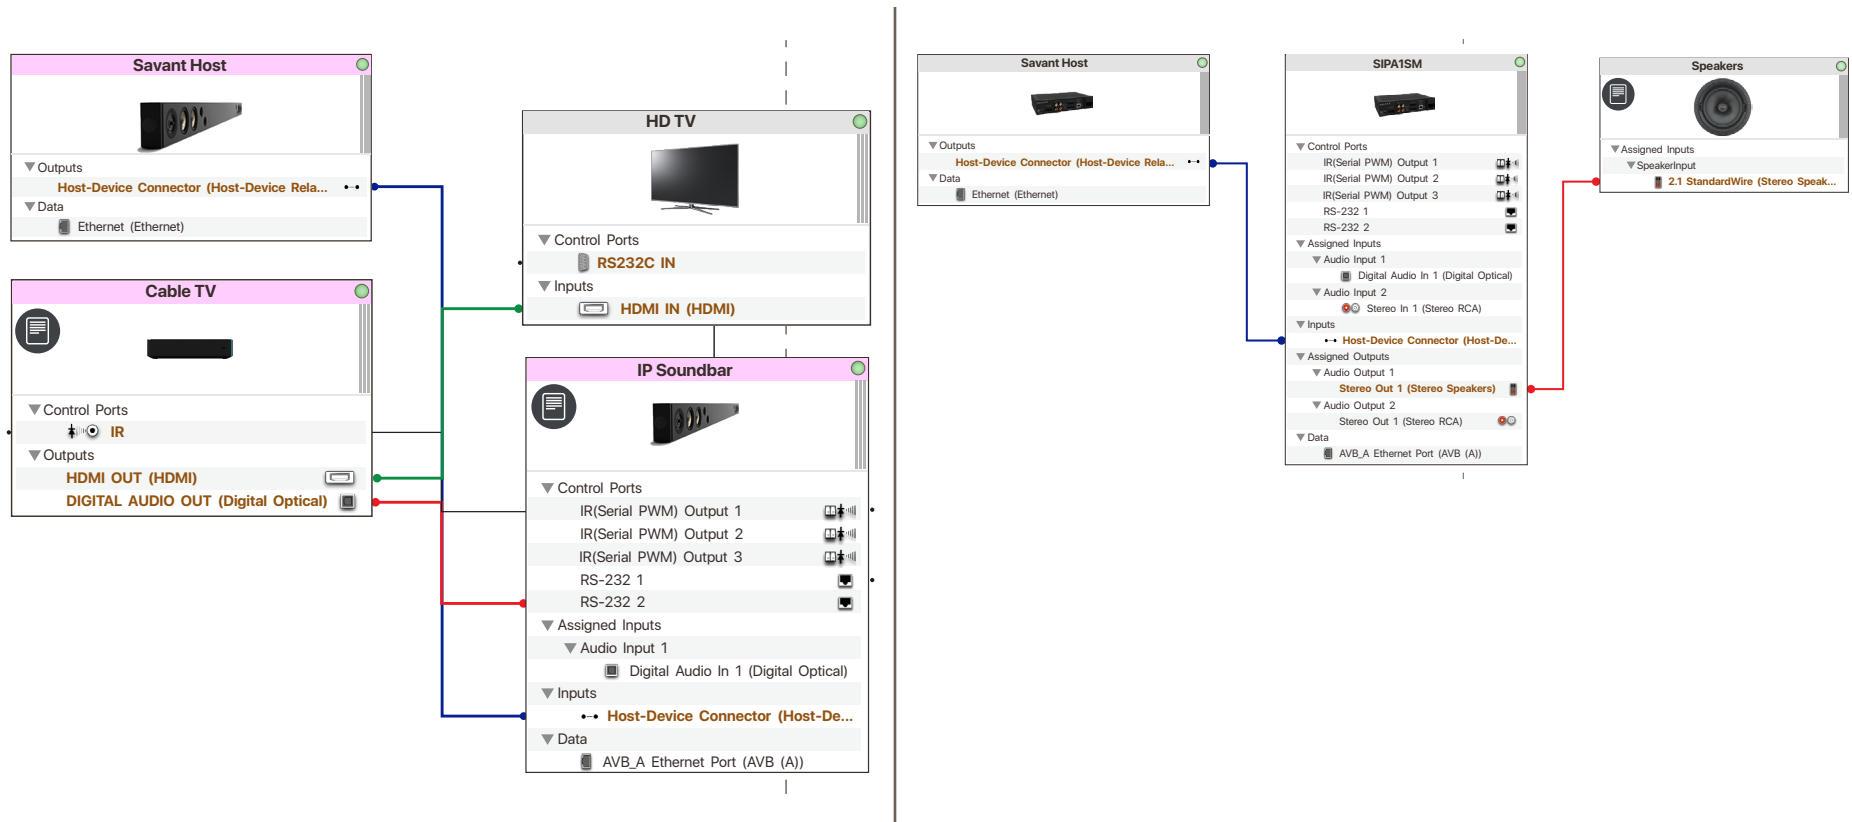 Savant Host
Outputs
Host-Device Connector (Host-Device Rela...
Data
Ethernet (Ethernet)
Cable TV
Control Ports
IR
Outputs
HDMI OUT (HDMI)
DIGITAL AUDIO OUT (Digital Optical)
HD TV
Control Ports
RS232C IN
Inputs
HDMI IN (HDMI)
IP Soundbar
Control Ports
IR(Serial PWM) Output 1
IR(Serial PWM) Output 2
IR(Serial PWM) Output 3
RS-232 1
RS-232 2
Assigned Inputs
Audio Input 1
Digital Audio In 1 (Digital Optical)
Inputs
Host-Device Connector (Host-De...
Data
AVB_A Ethernet Port (AVB (A))
Savant Host
Outputs
Host-Device Connector (Host-Device Rela...
Data
Ethernet (Ethernet)
SIPA1SM
Control Ports
IR(Serial PWM) Output 1
IR(Serial PWM) Output 2
IR(Serial PWM) Output 3
RS-232 1
RS-232 2
Assigned Inputs
Audio Input 1
Digital Audio In 1 (Digital Optical)
Audio Input 2
Stereo In 1 (Stereo RCA)
Inputs
Host-Device Connector (Host-De...
Assigned Outputs
Audio Output 1
Stereo Out 1 (Stereo Speakers)
Audio Output 2
Stereo Out 1 (Stereo RCA)
Data
AVB_A Ethernet Port (AVB (A))
Speakers
Assigned Inputs
SpeakerInput
2.1 StandardWire (Stereo Speak...